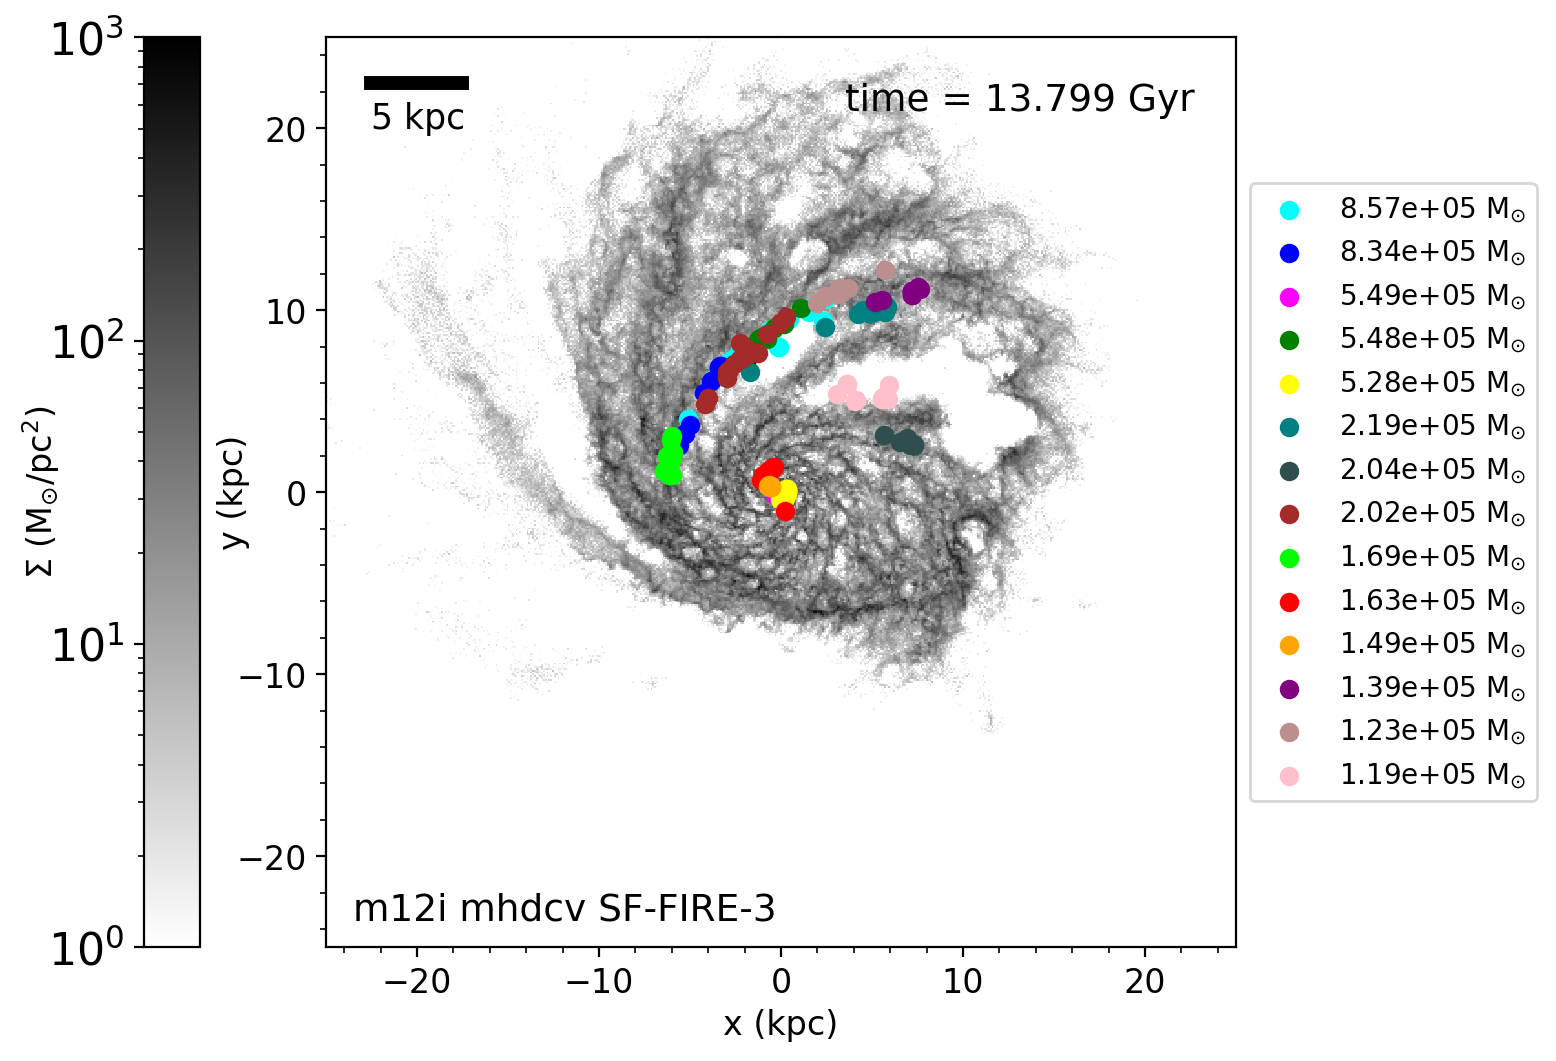 10³
10²
10¹
10⁰
Σ (M⊙/pc²)
y (kpc)
20
10
0
−10
−20
5 kpc
time = 13.799 Gyr
m12i mhdcv SF-FIRE-3
−20 −10 0 10 20
x (kpc)
8.57e+05 M⊙
8.34e+05 M⊙
5.49e+05 M⊙
5.48e+05 M⊙
5.28e+05 M⊙
2.19e+05 M⊙
2.04e+05 M⊙
2.02e+05 M⊙
1.69e+05 M⊙
1.63e+05 M⊙
1.49e+05 M⊙
1.39e+05 M⊙
1.23e+05 M⊙
1.19e+05 M⊙